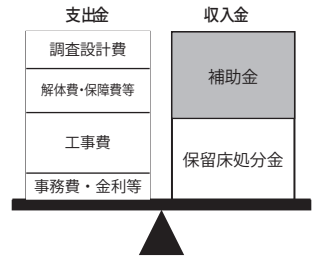 支出金
収入金
調査設計費
解体費・保障費等
工事費
事務費・金利等
補助金
保留床処分金